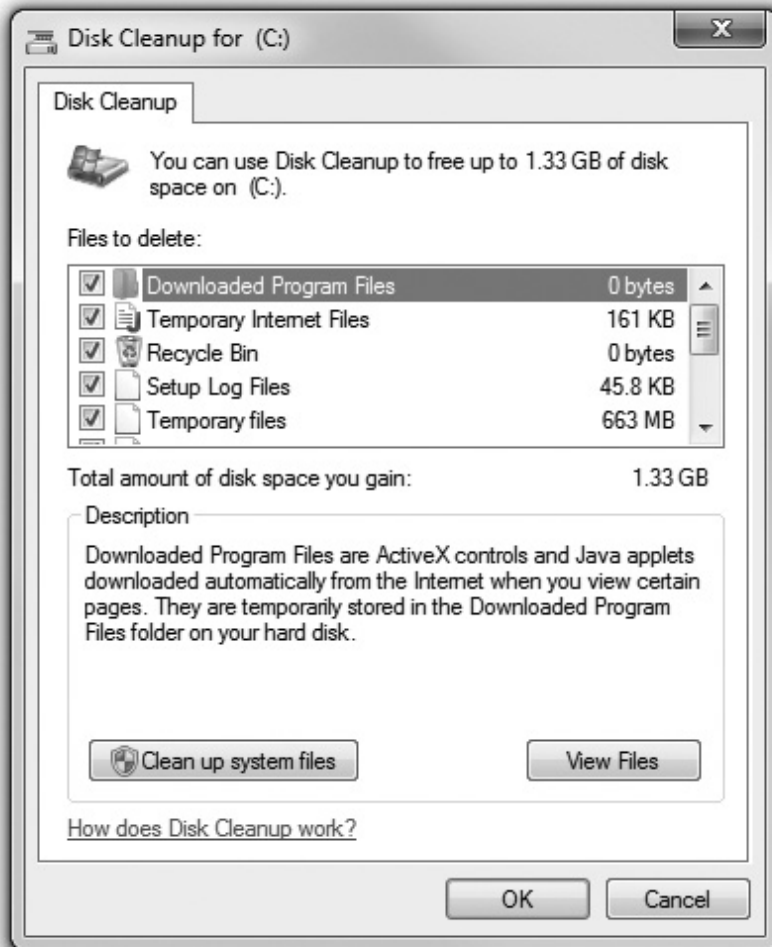 Disk Cleanup for (C:)
X
Disk Cleanup
You can use Disk Cleanup to free up to 1.33 GB of disk
space on (C:).
Files to delete:
Downloaded Program Files 0 bytes
Temporary Internet Files 161 KB
Recycle Bin 0 bytes
Setup Log Files 45.8 KB
Temporary files 663 MB
Total amount of disk space you gain: 1.33 GB
Description
Downloaded Program Files are ActiveX controls and Java applets
downloaded automatically from the Internet when you view certain
pages. They are temporarily stored in the Downloaded Program
Files folder on your hard disk.
Clean up system files View Files
How does Disk Cleanup work?
OK Cancel